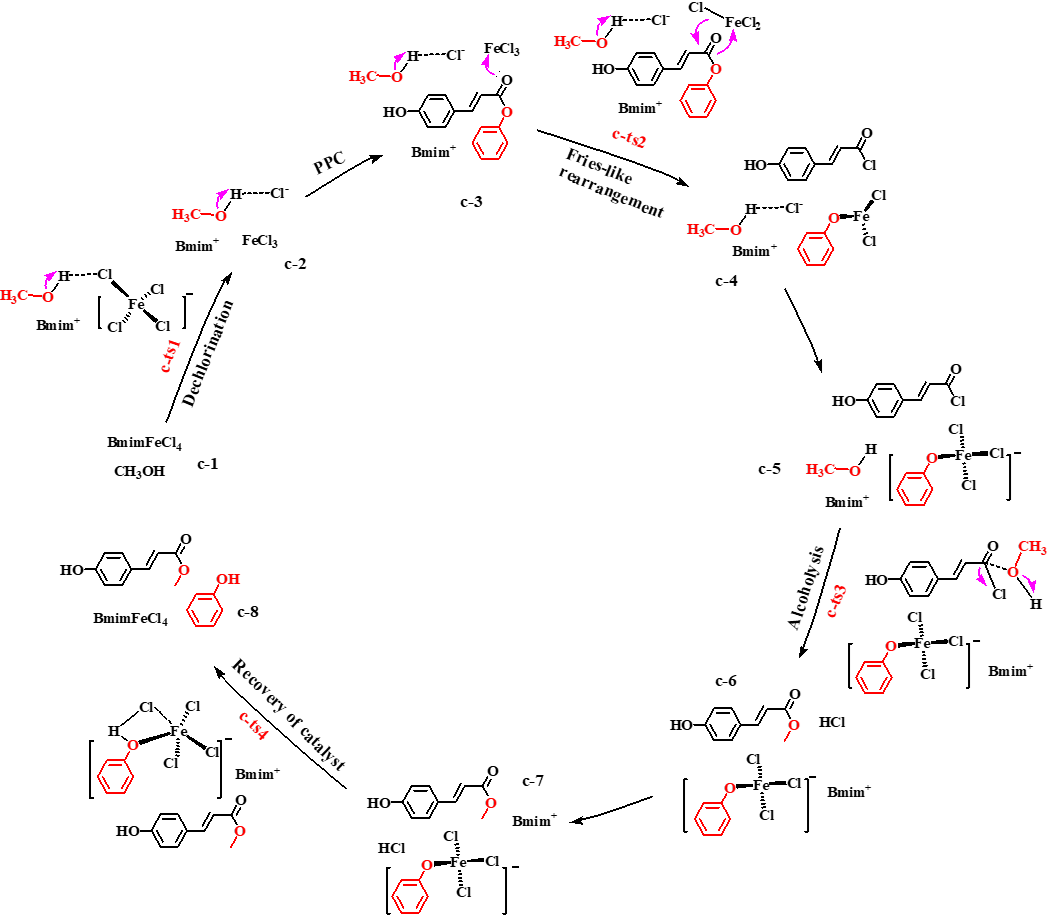 Cl
H
Cl-
FeCl2
H3C
O
O
HO
O
Bmim+
c-ts2
Fries-like
rearrangement
H
Cl-
FeCl3
H3C
O
O
HO
O
Bmim+
c-3
PPC
H
Cl-
H3C
O
Bmim+
FeCl3
c-2
O
HO
Cl
H
Cl-
H3C
O
O
Fe
Cl
Cl
Bmim+
c-4
H
Cl
H3C
O
Fe
Cl
Cl
Cl
Bmim+
-
c-ts1
Dechlorination
BmimFeCl4
CH3OH
c-1
O
HO
Cl
c-5
H
H3C
O
Bmim+
O
Fe
Cl
Cl
Cl
-
Alcoholysis
c-ts3
O
CH3
O
HO
Cl
H
O
Fe
Cl
Cl
Cl
-
Bmim+
c-6
O
HO
O
HCl
O
Fe
Cl
Cl
Cl
-
Bmim+
c-7
O
HO
O
Bmim+
HCl
O
Fe
Cl
Cl
Cl
-
Recovery of catalyst
c-ts4
H
Cl
Cl
O
Fe
Cl
Cl
-
Bmim+
O
HO
O
O
HO
O
OH
BmimFeCl4
c-8